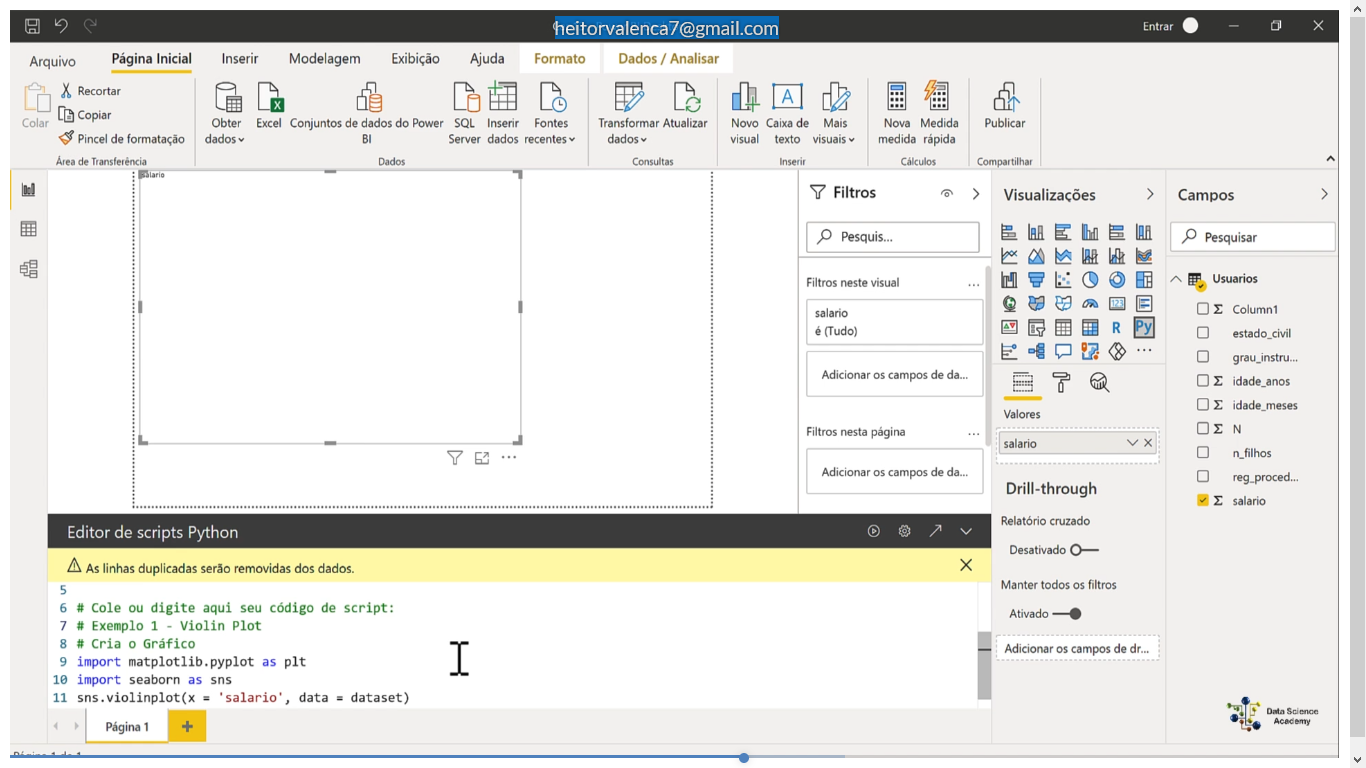 heitorvalenca7@gmail.com
Entrar
Arquivo
Página Inicial
Inserir
Modelagem
Exibição
Ajuda
Formato
Dados / Analisar
Colar
Recortar
Copiar
Pincel de formatação
Área de Transferência
Obter dados
Excel
Conjuntos de dados do Power BI
SQL Server
Inserir dados
Fontes recentes
Dados
Transformar dados
Atualizar
Consultas
Novo visual
Caixa de texto
Mais visuais
Inserir
Nova medida
Medida rápida
Cálculos
Publicar
Compartilhar
salario
Filtros
Pesquis...
Filtros neste visual
...
salario
é (Tudo)
Adicionar os campos de da...
Filtros nesta página
...
Adicionar os campos de da...
Visualizações
123
R
Py
Valores
salario
Drill-through
Relatório cruzado
Desativado
Manter todos os filtros
Ativado
Adicionar os campos de dr...
Campos
Pesquisar
Usuarios
Σ Column1
estado_civil
grau_instru...
Σ idade_anos
Σ idade_meses
Σ N
n_filhos
reg_proced...
Σ salario
Editor de scripts Python
As linhas duplicadas serão removidas dos dados.
5
6 # Cole ou digite aqui seu código de script:
7 # Exemplo 1 - Violin Plot
8 # Cria o Gráfico
9 import matplotlib.pyplot as plt
10 import seaborn as sns
11 sns.violinplot(x = 'salario', data = dataset)
Página 1
+
Data Science
Academy
Página 1 de 1